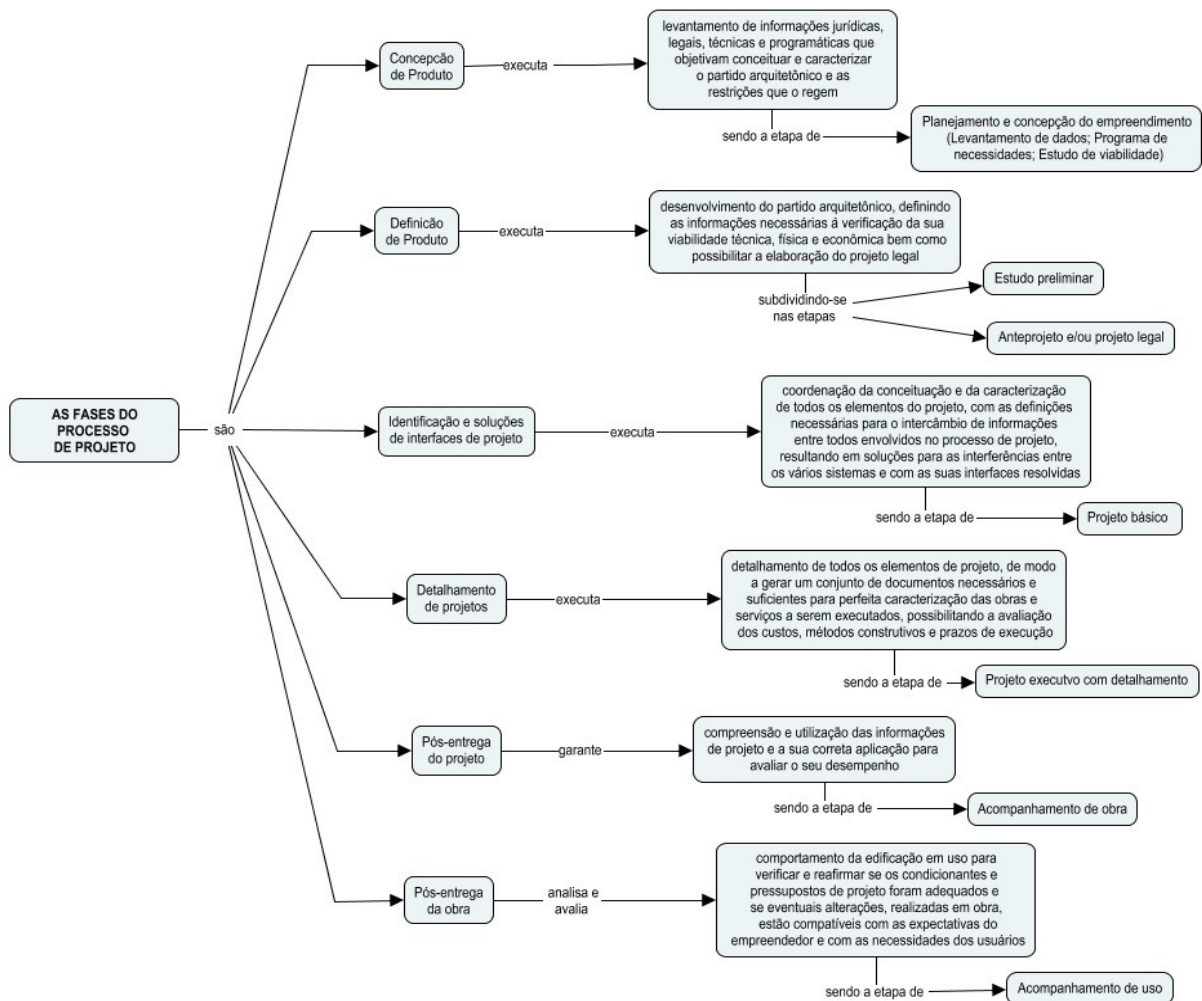 AS FASES DO
PROCESSO
DE PROJETO
são
Concepcão
de Produto
executa
levantamento de informações jurídicas,
legais, técnicas e programáticas que
objetivam conceituar e caracterizar
o partido arquitetônico e as
restrições que o regem
sendo a etapa de
Planejamento e concepção do empreendimento
(Levantamento de dados; Programa de
necessidades; Estudo de viabilidade)
Definicão
de Produto
executa
desenvolvimento do partido arquitetônico, definindo
as informações necessárias á verificação da sua
viabilidade técnica, física e econômica bem como
possibilitar a elaboração do projeto legal
subdividindo-se
nas etapas
Estudo preliminar
Anteprojeto e/ou projeto legal
Identificação e soluções
de interfaces de projeto
executa
coordenação da conceituação e da caracterização
de todos os elementos do projeto, com as definições
necessárias para o intercâmbio de informações
entre todos envolvidos no processo de projeto,
resultando em soluções para as interferências entre
os vários sistemas e com as suas interfaces resolvidas
sendo a etapa de
Projeto básico
Detalhamento
de projetos
executa
detalhamento de todos os elementos de projeto, de modo
a gerar um conjunto de documentos necessários e
suficientes para perfeita caracterização das obras e
serviços a serem executados, possibilitando a avaliação
dos custos, métodos construtivos e prazos de execução
sendo a etapa de
Projeto executvo com detalhamento
Pós-entrega
do projeto
garante
compreensão e utilização das informações
de projeto e a sua correta aplicação para
avaliar o seu desempenho
sendo a etapa de
Acompanhamento de obra
Pós-entrega
da obra
analisa e
avalia
comportamento da edificação em uso para
verificar e reafirmar se os condicionantes e
pressupostos de projeto foram adequados e
se eventuais alterações, realizadas em obra,
estão compatíveis com as expectativas do
empreendedor e com as necessidades dos usuários
sendo a etapa de
Acompanhamento de uso